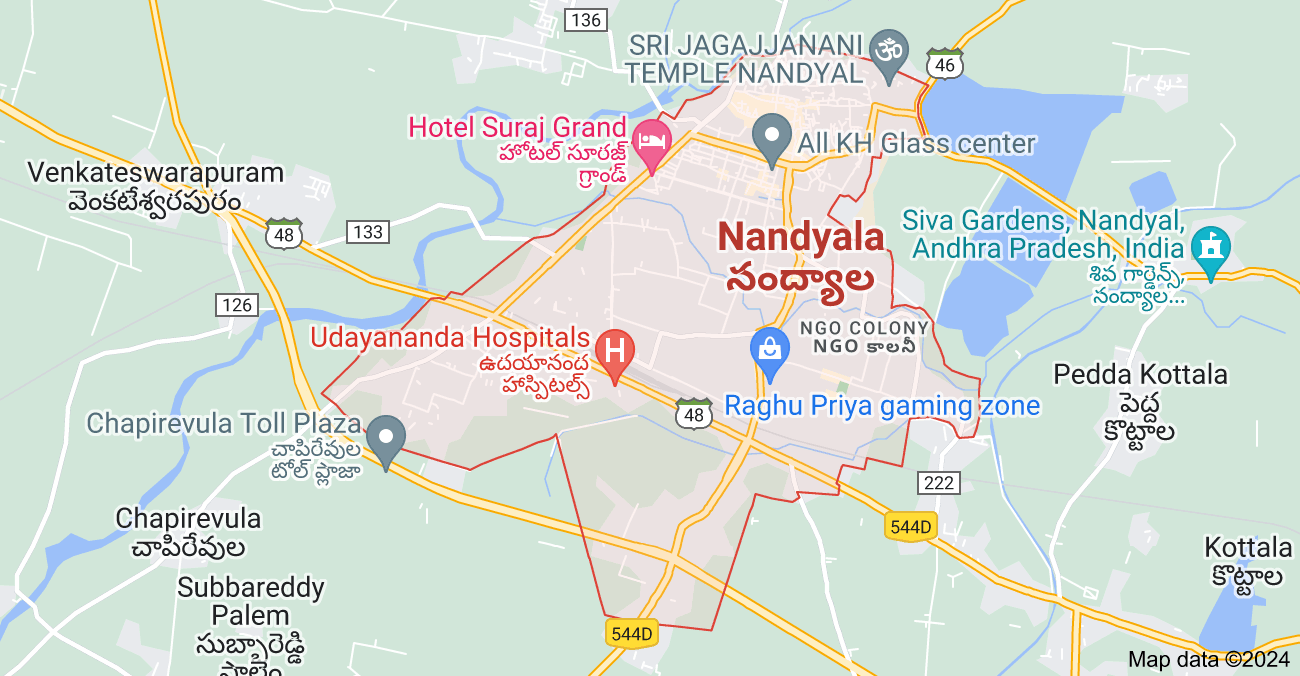 136
SRI JAGAJJANANI
TEMPLE NANDYAL
46
Hotel Suraj Grand
హోటల్ సూరజ్
గ్రాండ్
All KH Glass center
Venkateswarapuram
వెంకటేశ్వరపురం
48
133
Nandyala
నంద్యాల
Siva Gardens, Nandyal,
Andhra Pradesh, India
శివ గార్డెన్స్,
నంద్యాల...
126
NGO COLONY
NGO కాలనీ
Udayananda Hospitals
ఉదయానంద
హాస్పిటల్స్
Pedda Kottala
పెద్ద
కొట్టాల
48
Raghu Priya gaming zone
Chapirevula Toll Plaza
చాపిరేవుల
టోల్ ప్లాజా
222
Chapirevula
చాపిరేవుల
544D
Kottala
కొట్టాల
Subbareddy
Palem
సుబ్బారెడ్డి
పాలెం
544D
Map data ©2024